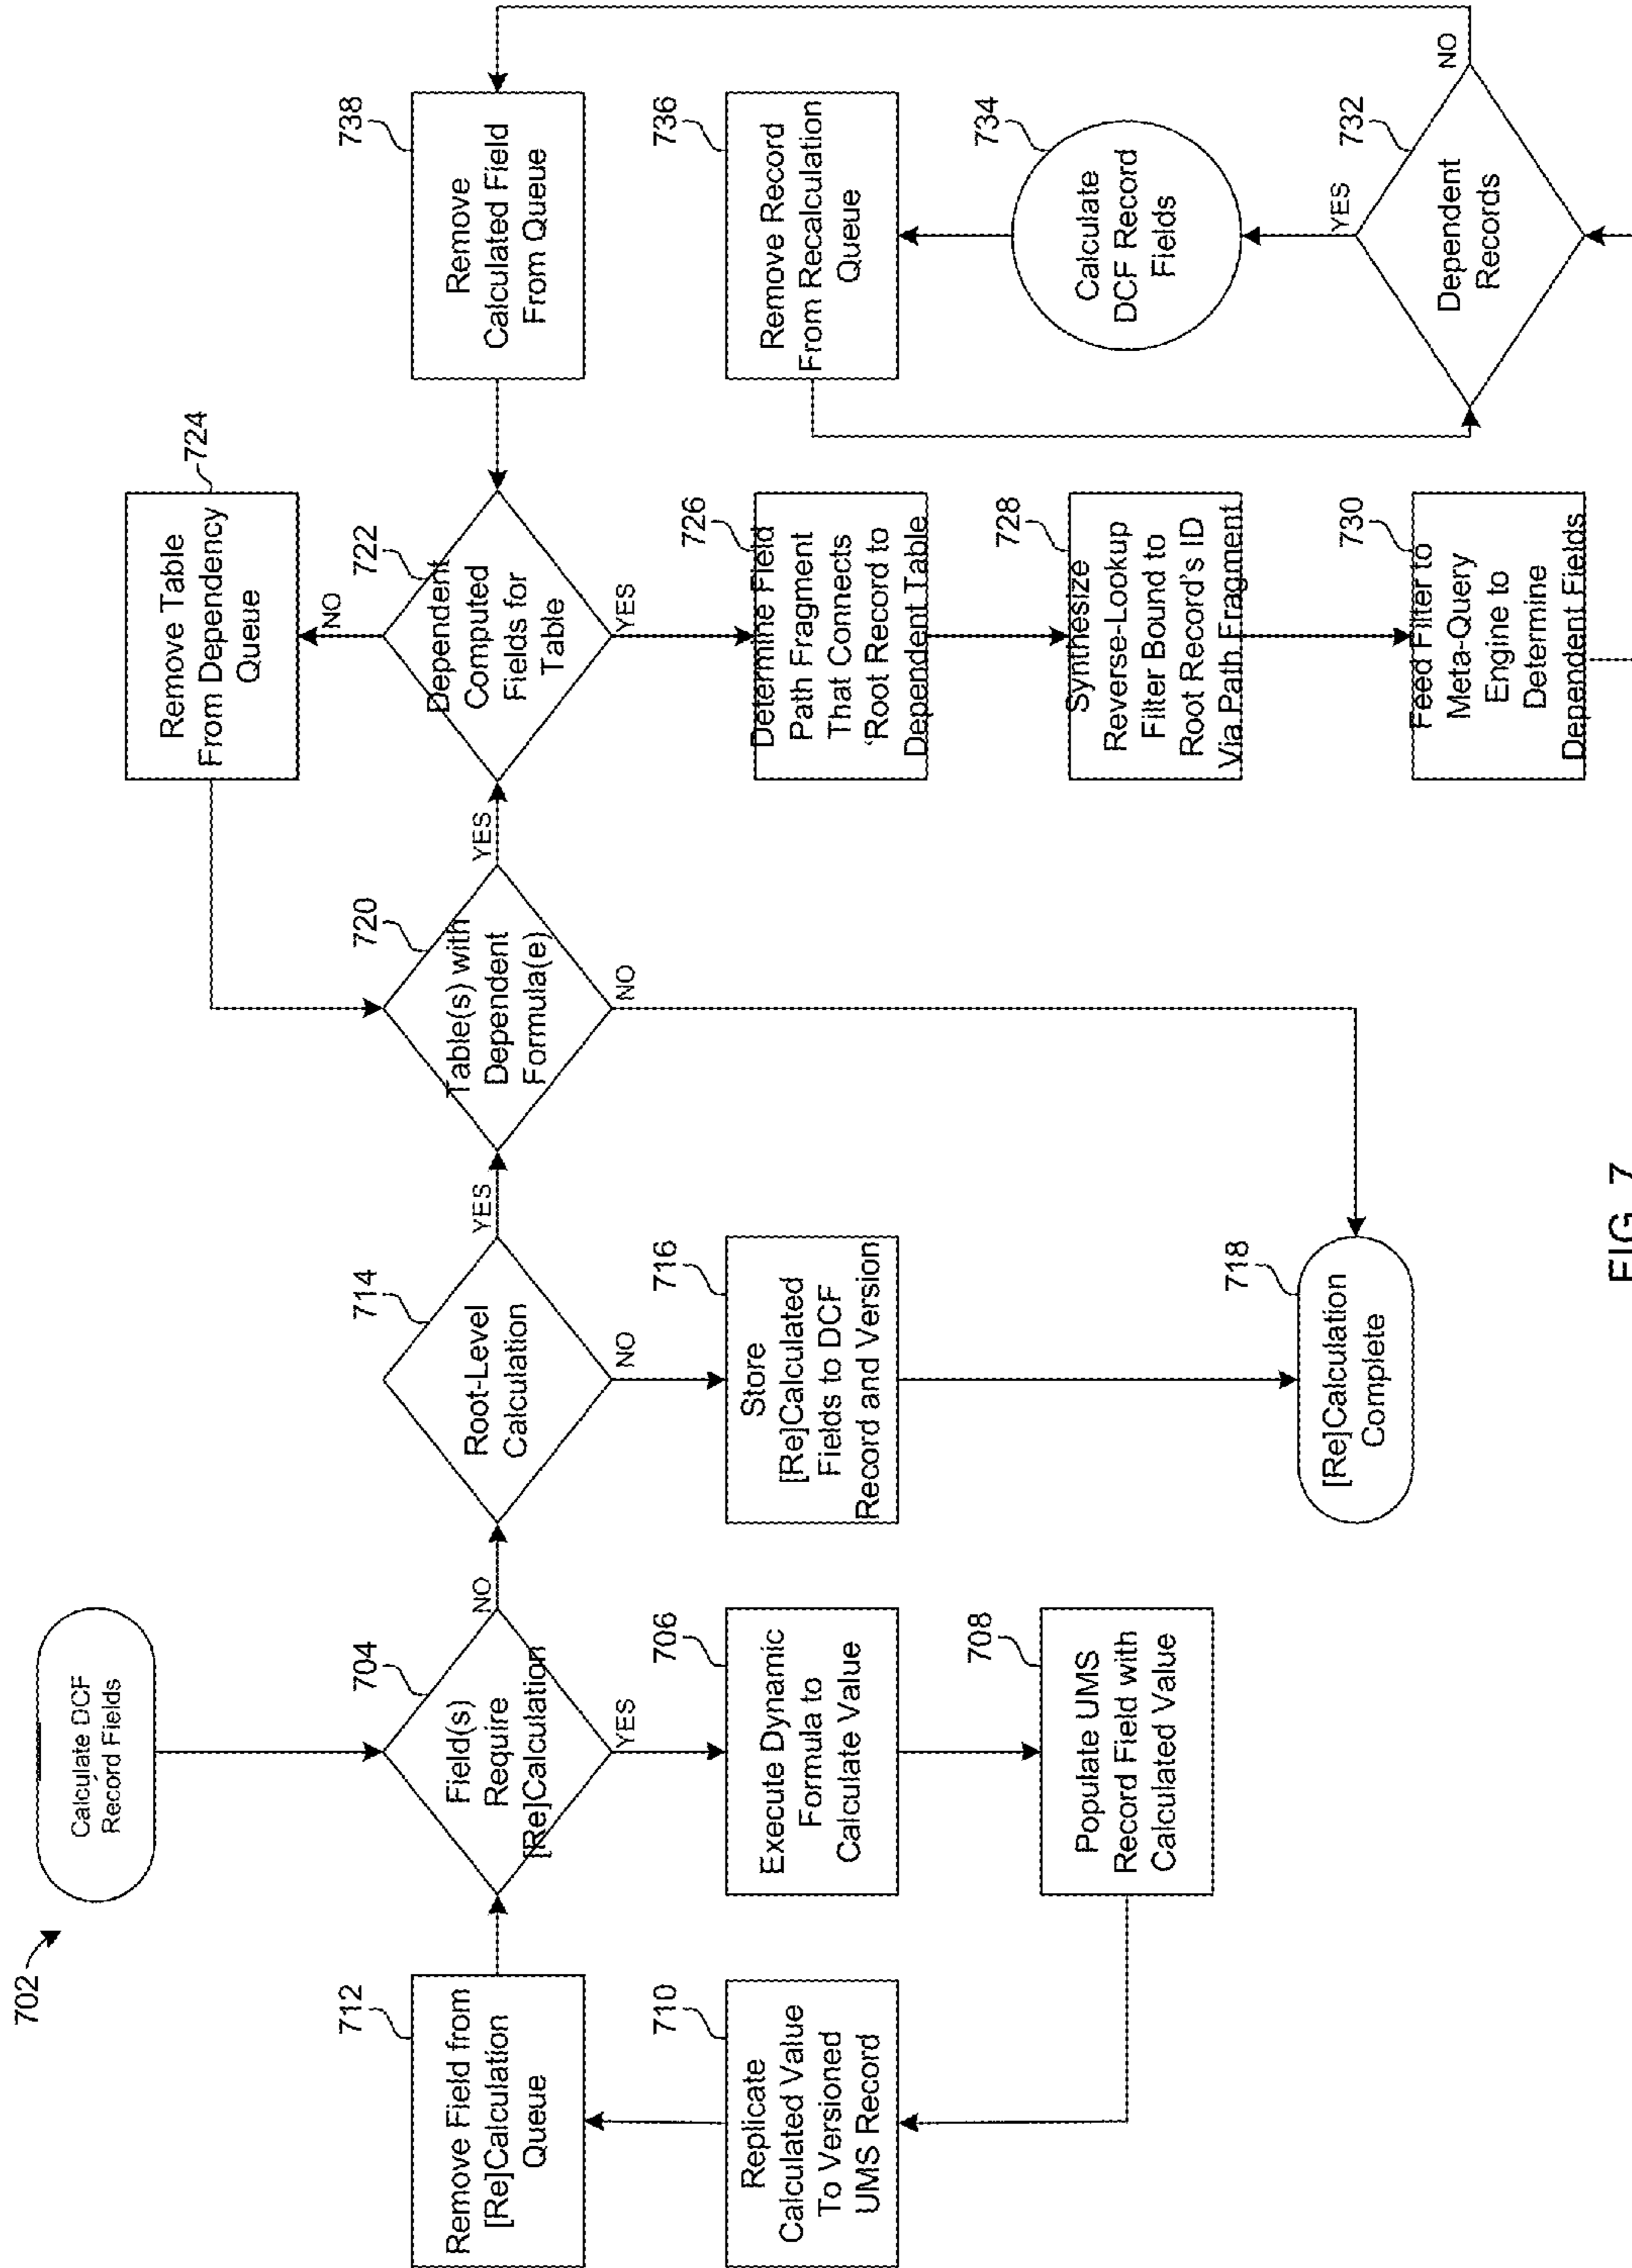 702
Calculate DCF
Record Fields
712
Remove Field from
[Re]Calculation
Queue
704
Field(s)
Require
[Re]Calculation
NO
YES
706
Execute Dynamic
Formula to
Calculate Value
708
Populate UMS
Record Field with
Calculated Value
710
Replicate
Calculated Value
To Versioned
UMS Record
714
Root-Level
Calculation
YES
NO
716
Store
[Re]Calculated
Fields to DCF
Record and Version
718
[Re]Calculation
Complete
720
Table(s) with
Dependent
Formula(e)
YES
NO
724
Remove Table
From Dependency
Queue
722
Dependent
Computed
Fields for
Table
NO
YES
726
Determine Field
Path Fragment
That Connects
'Root Record to
Dependent Table
728
Synthesize
Reverse-Lookup
Filter Bound to
Root Record's ID
Via Path Fragment
730
Feed Filter to
Meta-Query
Engine to
Determine
Dependent Fields
738
Remove
Calculated Field
From Queue
736
Remove Record
From Recalculation
Queue
734
Calculate
DCF Record
Fields
732
Dependent
Records
YES
NO
FIG. 7